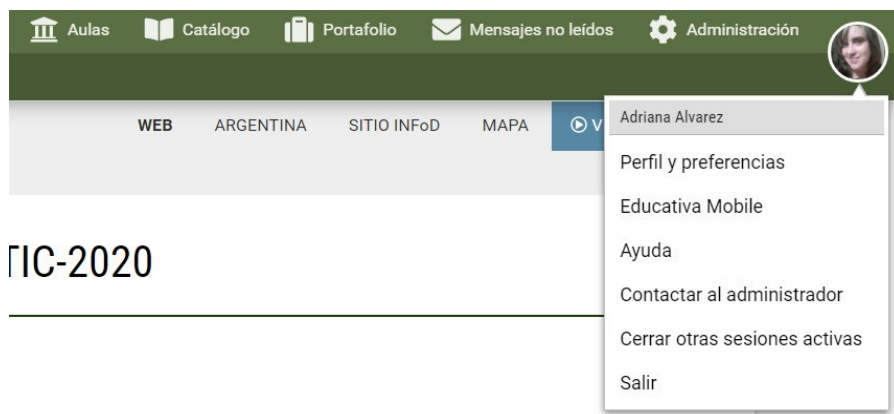 Aulas Catálogo Portafolio Mensajes no leídos Administración
WEB ARGENTINA SITIO INFoD MAPA V
Adriana Alvarez
Perfil y preferencias
Educativa Mobile
Ayuda
Contactar al administrador
Cerrar otras sesiones activas
Salir
TIC-2020